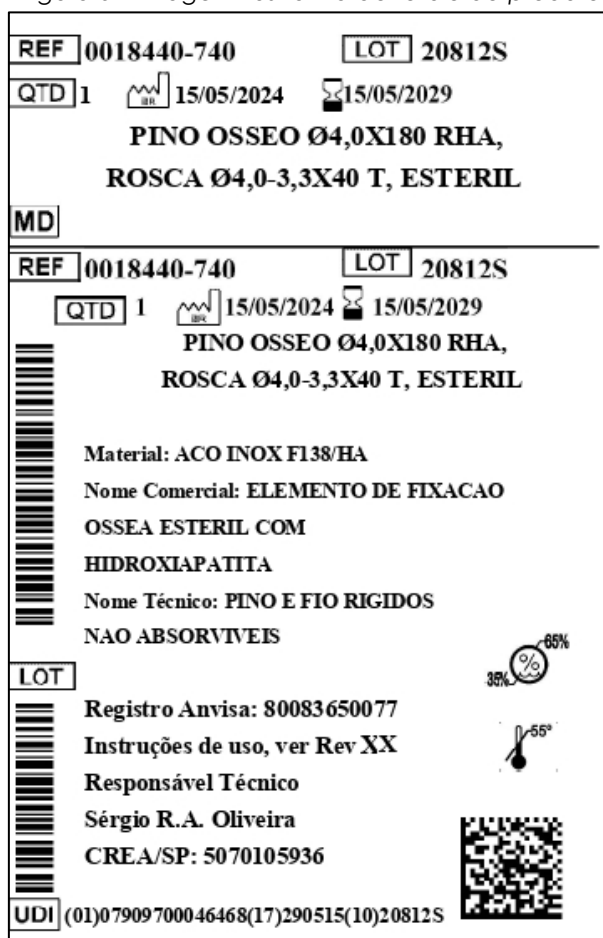 REF 0018440-740 LOT 20812S
QTD 1 BR 15/05/2024 15/05/2029
PINO OSSEO Ø4,0X180 RHA,
ROSCA Ø4,0-3,3X40 T, ESTERIL
MD
REF 0018440-740 LOT 20812S
QTD 1 BR 15/05/2024 15/05/2029
PINO OSSEO Ø4,0X180 RHA,
ROSCA Ø4,0-3,3X40 T, ESTERIL
Material: ACO INOX F138/HA
Nome Comercial: ELEMENTO DE FIXACAO
OSSEA ESTERIL COM
HIDROXIAPATITA
Nome Técnico: PINO E FIO RIGIDOS
NAO ABSORVIVEIS
65%
%
35%
LOT
Registro Anvisa: 80083650077
Instruções de uso, ver Rev XX
55°
Responsável Técnico
Sérgio R.A. Oliveira
CREA/SP: 5070105936
UDI (01)07909700046468(17)290515(10)20812S